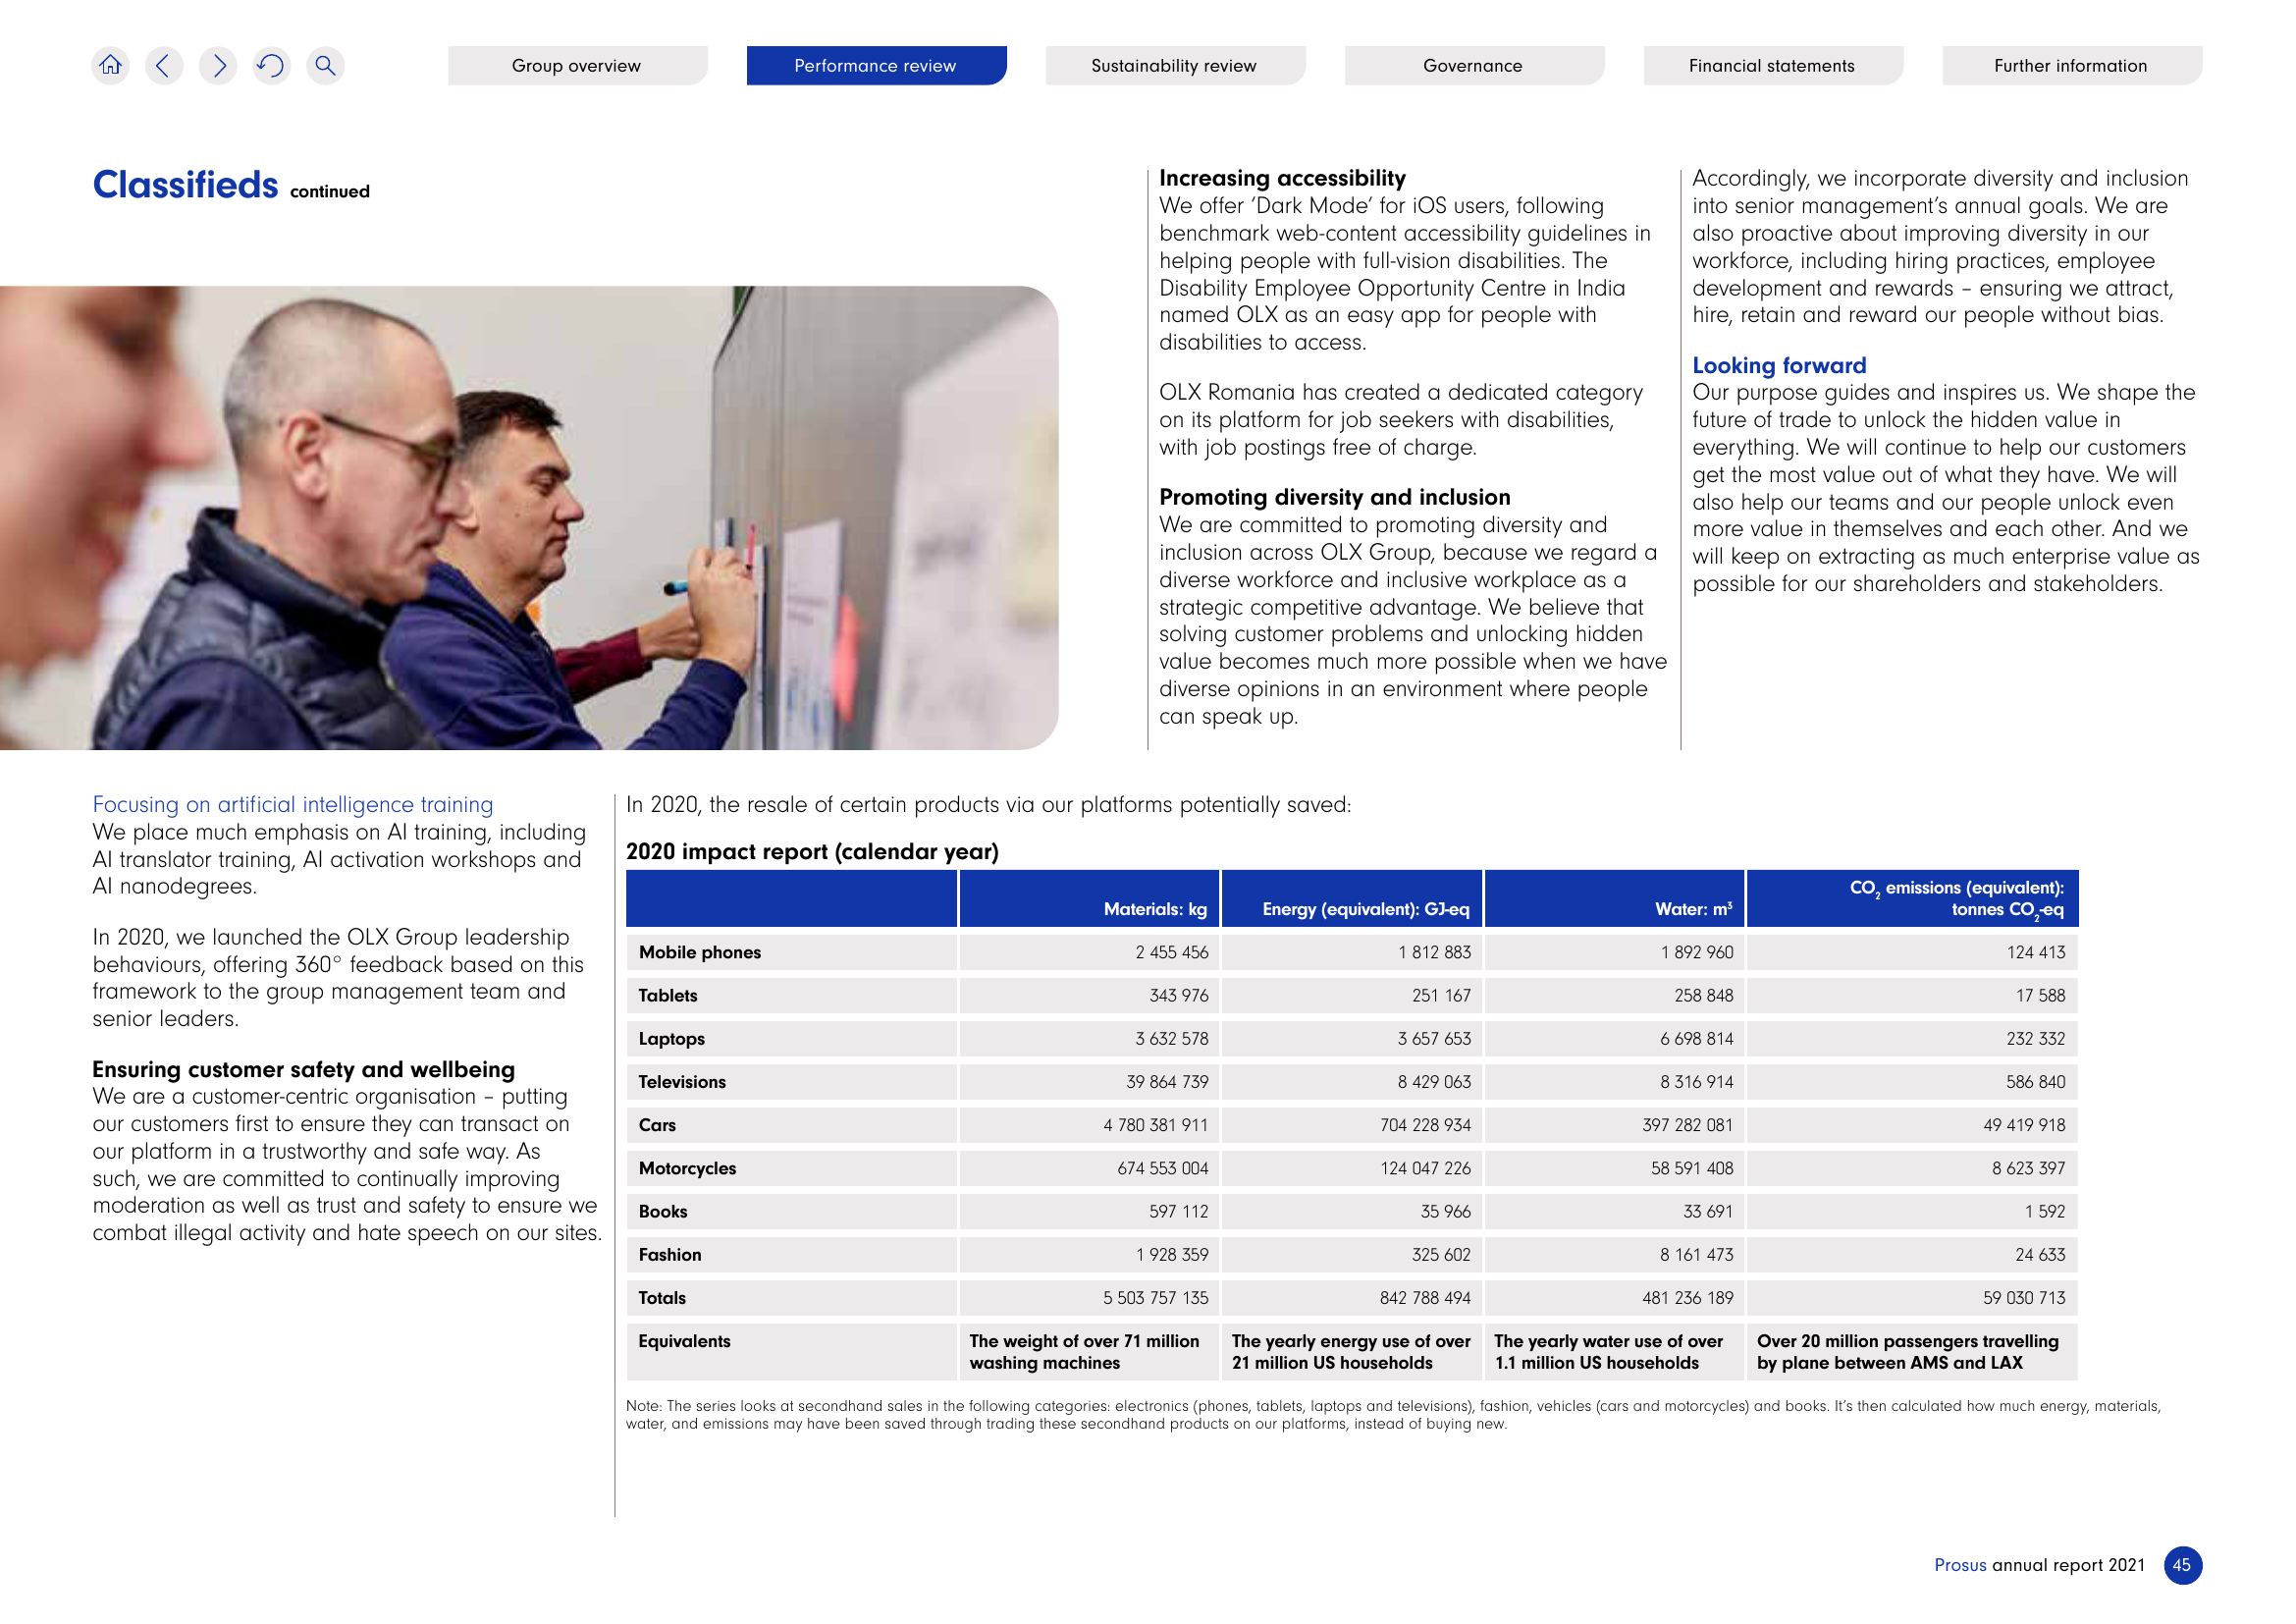 Group overview
Performance review
Sustainability review
Governance
Financial statements
Further information
Classifieds continued
Increasing accessibility
We offer ‘Dark Mode’ for iOS users, following
benchmark web-content accessibility guidelines in
helping people with full-vision disabilities. The
Disability Employee Opportunity Centre in India
named OLX as an easy app for people with
disabilities to access.
OLX Romania has created a dedicated category
on its platform for job seekers with disabilities,
with job postings free of charge.
Promoting diversity and inclusion
We are committed to promoting diversity and
inclusion across OLX Group, because we regard a
diverse workforce and inclusive workplace as a
strategic competitive advantage. We believe that
solving customer problems and unlocking hidden
value becomes much more possible when we have
diverse opinions in an environment where people
can speak up.
Accordingly, we incorporate diversity and inclusion
into senior management’s annual goals. We are
also proactive about improving diversity in our
workforce, including hiring practices, employee
development and rewards – ensuring we attract,
hire, retain and reward our people without bias.
Looking forward
Our purpose guides and inspires us. We shape the
future of trade to unlock the hidden value in
everything. We will continue to help our customers
get the most value out of what they have. We will
also help our teams and our people unlock even
more value in themselves and each other. And we
will keep on extracting as much enterprise value as
possible for our shareholders and stakeholders.
Focusing on artificial intelligence training
We place much emphasis on AI training, including
AI translator training, AI activation workshops and
AI nanodegrees.
In 2020, we launched the OLX Group leadership
behaviours, offering 360° feedback based on this
framework to the group management team and
senior leaders.
Ensuring customer safety and wellbeing
We are a customer-centric organisation – putting
our customers first to ensure they can transact on
our platform in a trustworthy and safe way. As
such, we are committed to continually improving
moderation as well as trust and safety to ensure we
combat illegal activity and hate speech on our sites.
In 2020, the resale of certain products via our platforms potentially saved:
2020 impact report (calendar year)
Materials: kg Energy (equivalent): GJ-eq Water: m³ CO₂ emissions (equivalent):
tonnes CO₂-eq
Mobile phones 2 455 456 1 812 883 1 892 960 124 413
Tablets 343 976 251 167 258 848 17 588
Laptops 3 632 578 3 657 653 6 698 814 232 332
Televisions 39 864 739 8 429 063 8 316 914 586 840
Cars 4 780 381 911 704 228 934 397 282 081 49 419 918
Motorcycles 674 553 004 124 047 226 58 591 408 8 623 397
Books 597 112 35 966 33 691 1 592
Fashion 1 928 359 325 602 8 161 473 24 633
Totals 5 503 757 135 842 788 494 481 236 189 59 030 713
Equivalents The weight of over 71 million The yearly energy use of over The yearly water use of over Over 20 million passengers travelling
washing machines 21 million US households 1.1 million US households by plane between AMS and LAX
Note: The series looks at secondhand sales in the following categories: electronics (phones, tablets, laptops and televisions), fashion, vehicles (cars and motorcycles) and books. It’s then calculated how much energy, materials,
water, and emissions may have been saved through trading these secondhand products on our platforms, instead of buying new.
Prosus annual report 2021 45